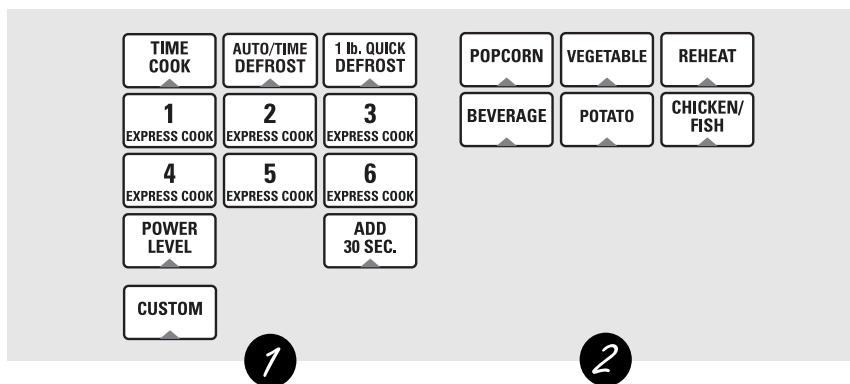 TIME
COOK
AUTO/TIME
DEFROST
1 lb. QUICK
DEFROST
1
EXPRESS COOK
2
EXPRESS COOK
3
EXPRESS COOK
4
EXPRESS COOK
5
EXPRESS COOK
6
EXPRESS COOK
POWER
LEVEL
ADD
30 SEC.
CUSTOM
1
POPCORN
VEGETABLE
REHEAT
BEVERAGE
POTATO
CHICKEN/
FISH
2